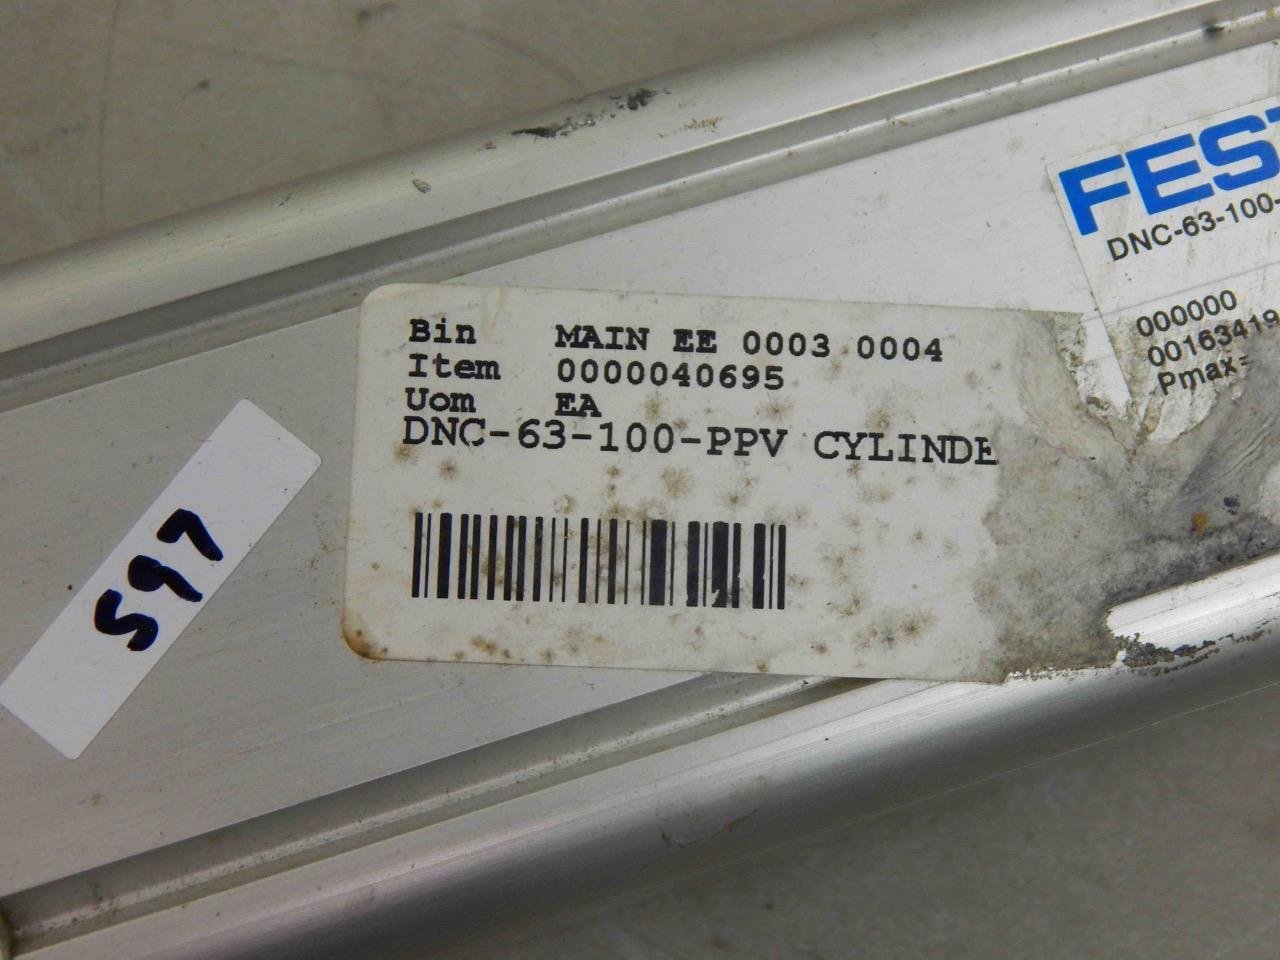 FEST
DNC-63-100-
000000
00163419
Pmax=
Bin MAIN EE 0003 0004
Item 0000040695
Uom EA
DNC-63-100-PPV CYLINDE
597